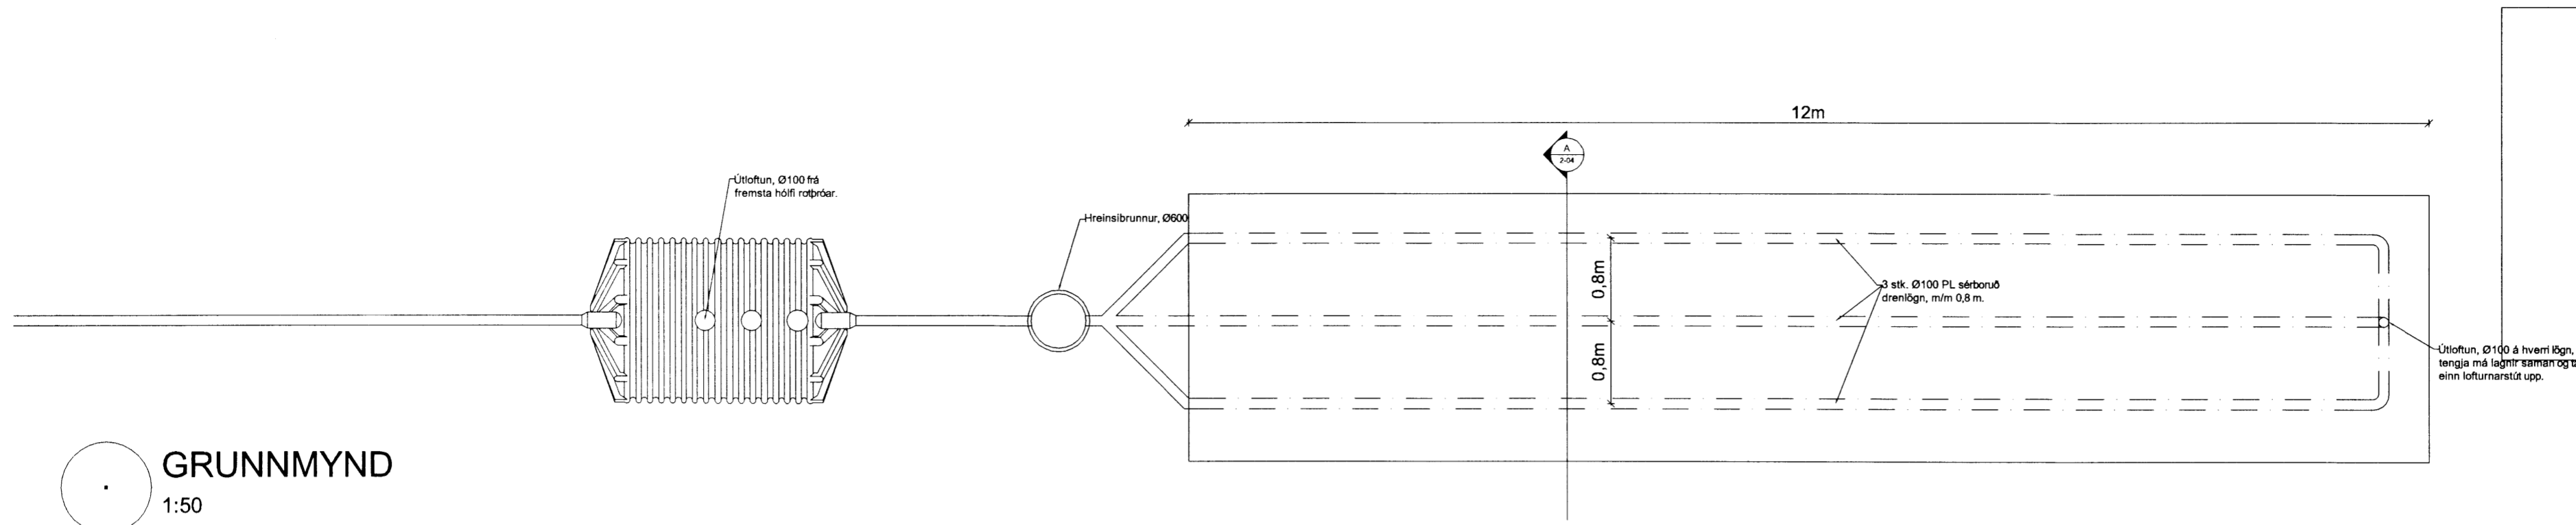 12m
A
2-04
Útloftun, Ø100 frá
fremsta hólfi rotþróar.
Hreinsibrunnur, Ø600
0,8m
0,8m
3 stk. Ø100 PL sérboruð
drenlögn, m/m 0,8 m.
Útloftun, Ø100 á hverri lögn,
tengja má lagnir saman og
einn lofturnarstút upp.
GRUNNMYND
1:50